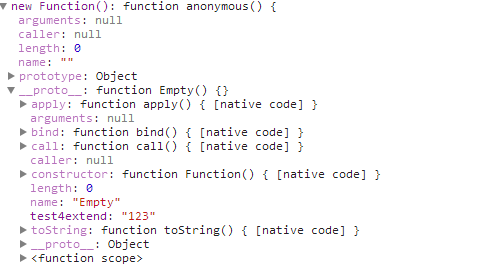 new Function(): function anonymous() {
arguments: null
caller: null
length: 0
name: ""
prototype: Object
__proto__: function Empty() {}
apply: function apply() { [native code] }
arguments: null
bind: function bind() { [native code] }
call: function call() { [native code] }
caller: null
constructor: function Function() { [native code] }
length: 0
name: "Empty"
test4extend: "123"
toString: function toString() { [native code] }
__proto__: Object
<function scope>